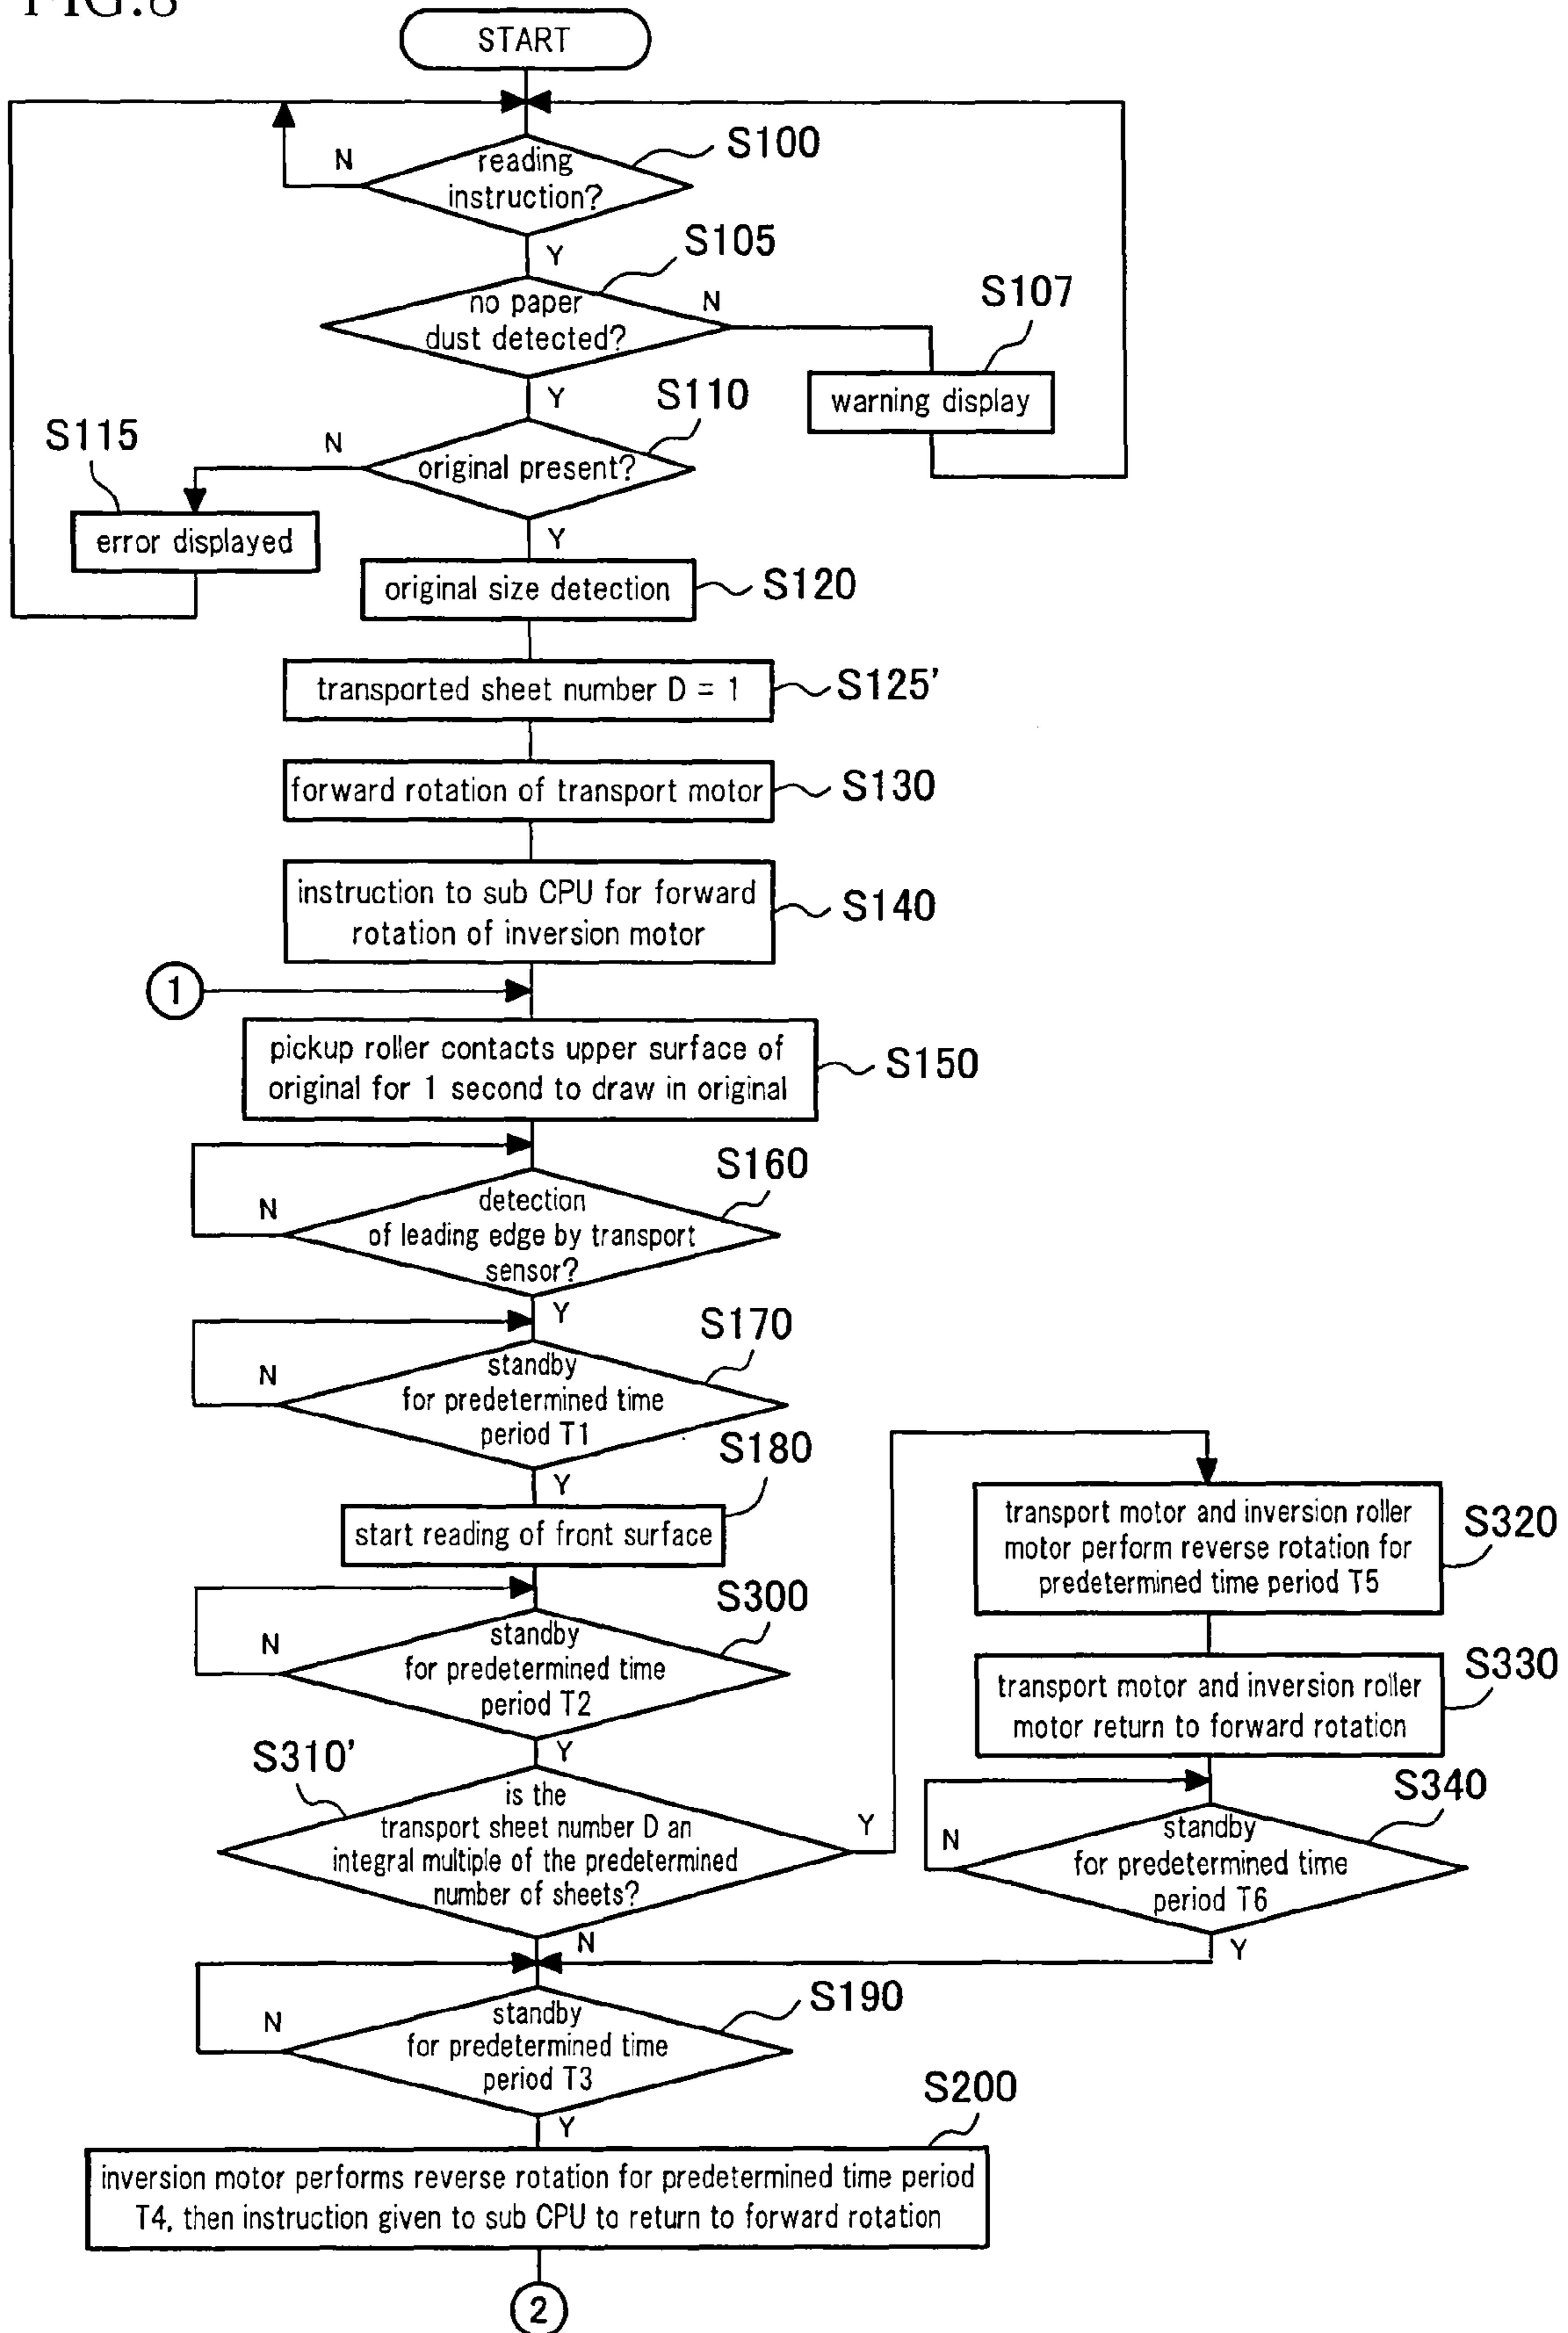 FIG.8
START
reading
instruction?
S100
N
Y
S105
no paper
dust detected?
N
S107
warning display
Y
S110
original present?
N
S115
error displayed
Y
original size detection
S120
transported sheet number D = 1
S125'
forward rotation of transport motor
S130
instruction to sub CPU for forward
rotation of inversion motor
S140
1
pickup roller contacts upper surface of
original for 1 second to draw in original
S150
S160
detection
of leading edge by transport
sensor?
N
Y
S170
standby
for predetermined time
period T1
N
Y
S180
start reading of front surface
S300
standby
for predetermined time
period T2
N
Y
S310'
is the
transport sheet number D an
integral multiple of the predetermined
number of sheets?
Y
N
transport motor and inversion roller
motor perform reverse rotation for
predetermined time period T5
S320
transport motor and inversion roller
motor return to forward rotation
S330
S340
standby
for predetermined time
period T6
N
Y
S190
standby
for predetermined time
period T3
N
Y
S200
inversion motor performs reverse rotation for predetermined time period
T4, then instruction given to sub CPU to return to forward rotation
2